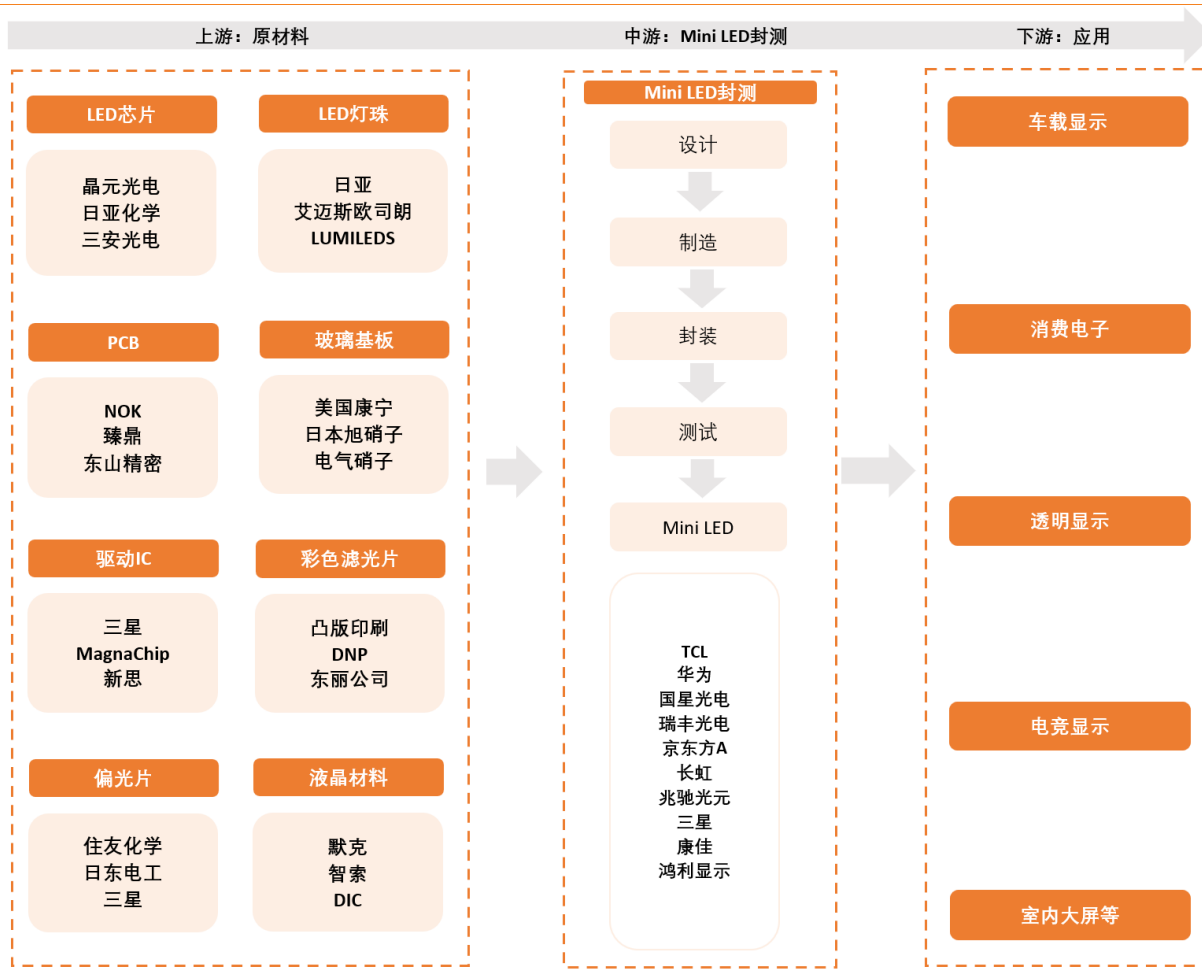 上游：原材料
中游：Mini LED封测
下游：应用
LED芯片
晶元光电
日亚化学
三安光电
LED灯珠
日亚
艾迈斯欧司朗
LUMILEDS
PCB
NOK
臻鼎
东山精密
玻璃基板
美国康宁
日本旭硝子
电气硝子
驱动IC
三星
MagnaChip
新思
彩色滤光片
凸版印刷
DNP
东丽公司
偏光片
住友化学
日东电工
三星
液晶材料
默克
智索
DIC
Mini LED封测
设计
制造
封装
测试
Mini LED
TCL
华为
国星光电
瑞丰光电
京东方A
长虹
兆驰光元
三星
康佳
鸿利显示
车载显示
消费电子
透明显示
电竞显示
室内大屏等